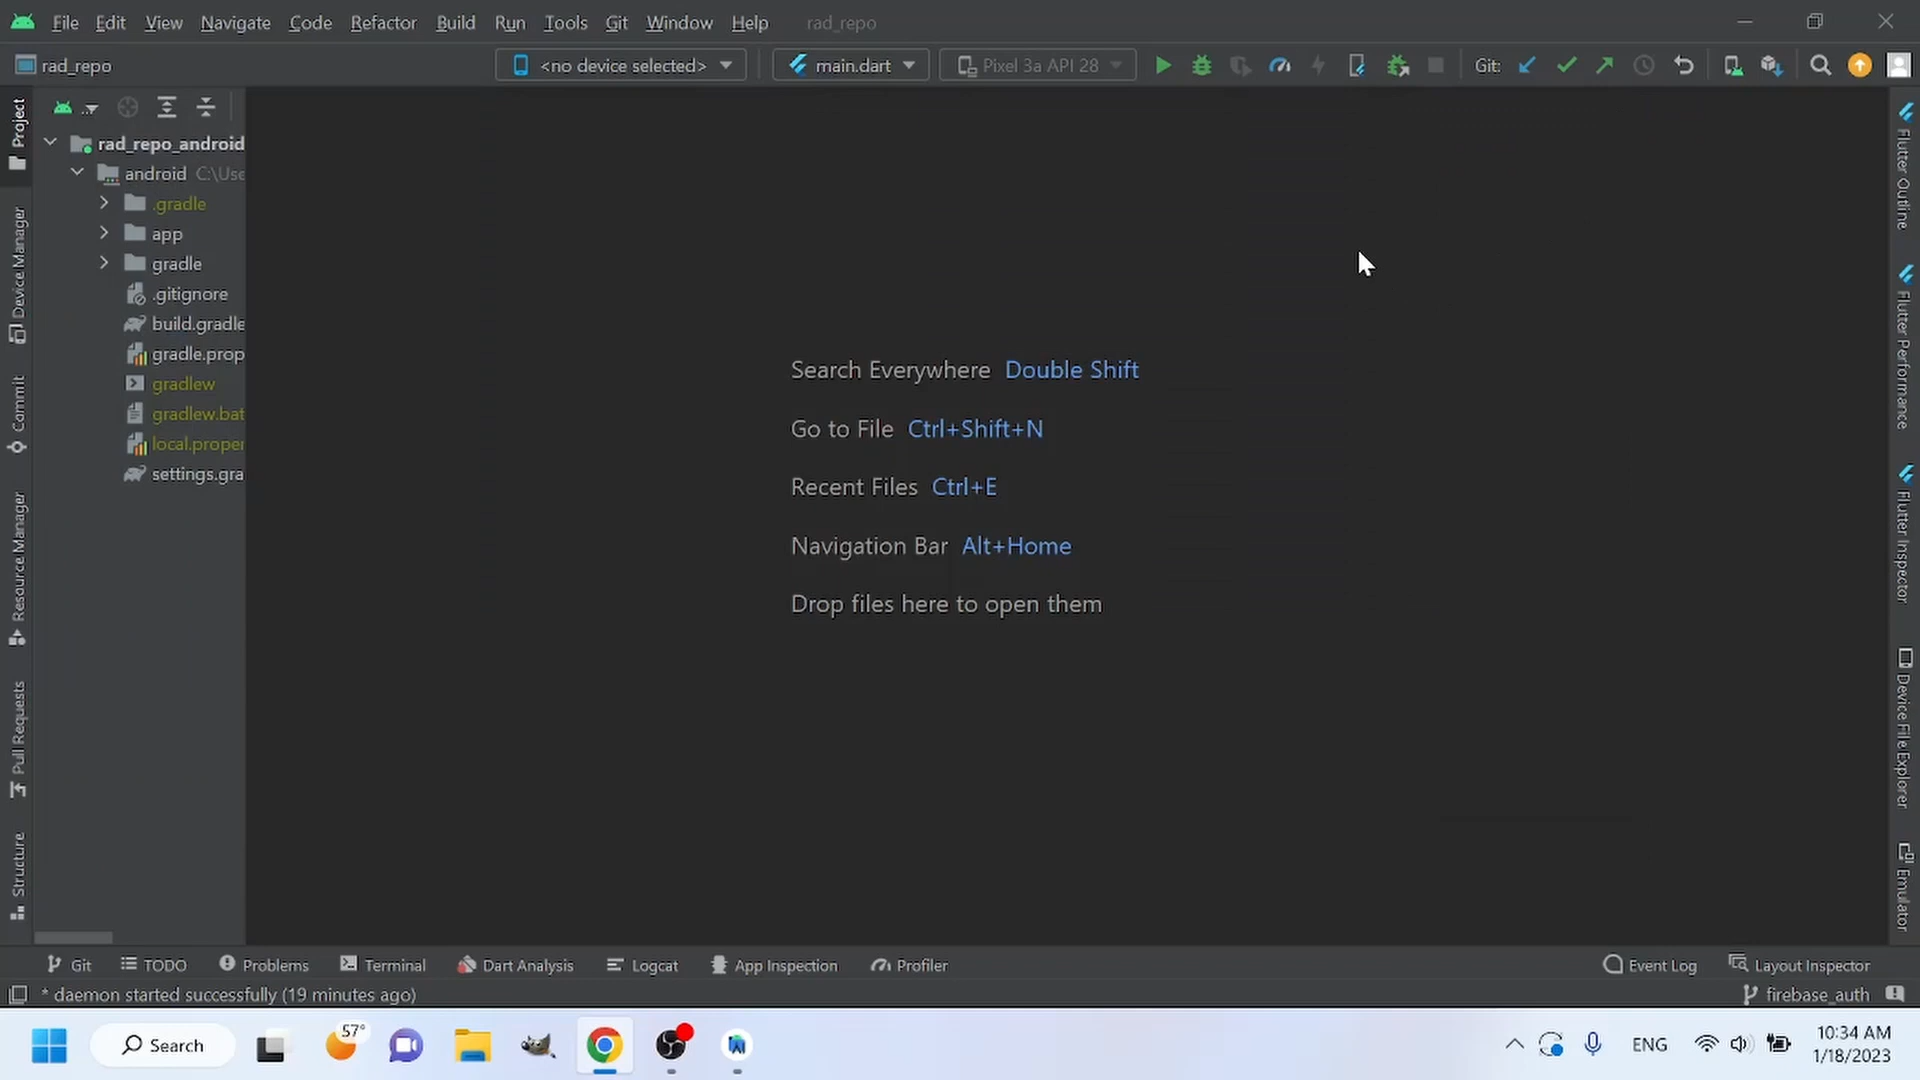 File Edit View Navigate Code Refactor Build Run Tools Git Window Help rad_repo
rad_repo <no device selected> main.dart Pixel 3a API 28 Git:
Project
Device Manager
Commit
Resource Manager
Pull Requests
Structure
rad_repo_android
android C:\Use
.gradle
app
gradle
.gitignore
build.gradle
gradle.prop
gradlew
gradlew.bat
local.proper
settings.gra
Search Everywhere Double Shift
Go to File Ctrl+Shift+N
Recent Files Ctrl+E
Navigation Bar Alt+Home
Drop files here to open them
Flutter Outline
Flutter Performance
Flutter Inspector
Device File Explorer
Emulator
Git TODO Problems Terminal Dart Analysis Logcat App Inspection Profiler Event Log Layout Inspector
* daemon started successfully (19 minutes ago) firebase_auth
Search 57° ENG 10:34 AM
1/18/2023